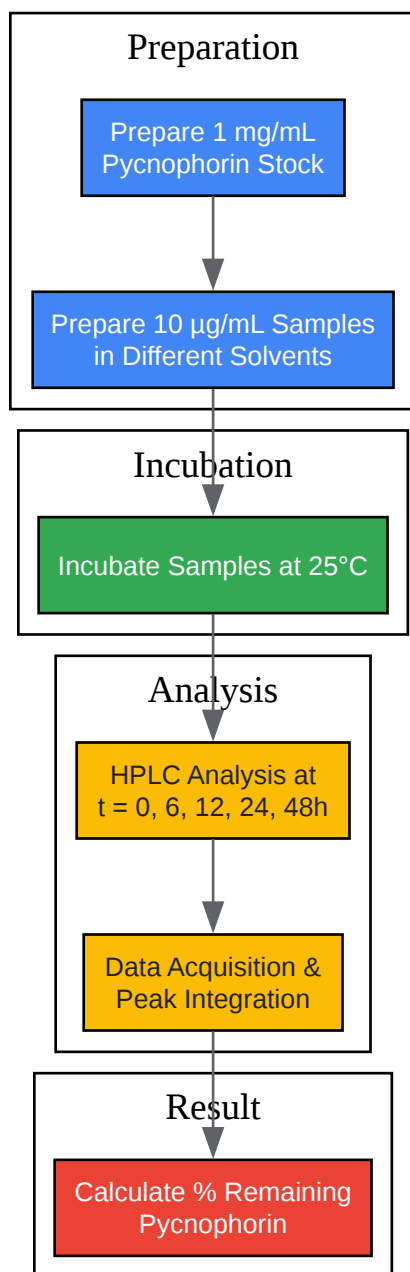 Preparation
Prepare 1 mg/mL
Pycnophorin Stock
Prepare 10 µg/mL Samples
in Different Solvents
Incubation
Incubate Samples at 25°C
Analysis
HPLC Analysis at
t = 0, 6, 12, 24, 48h
Data Acquisition &
Peak Integration
Result
Calculate % Remaining
Pycnophorin